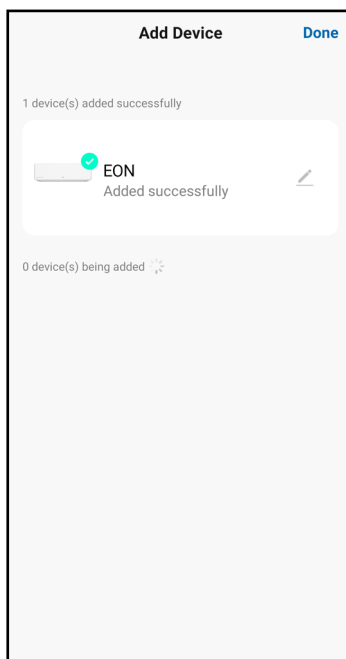 Add Device
Done
1 device(s) added successfully
EON
Added successfully
0 device(s) being added